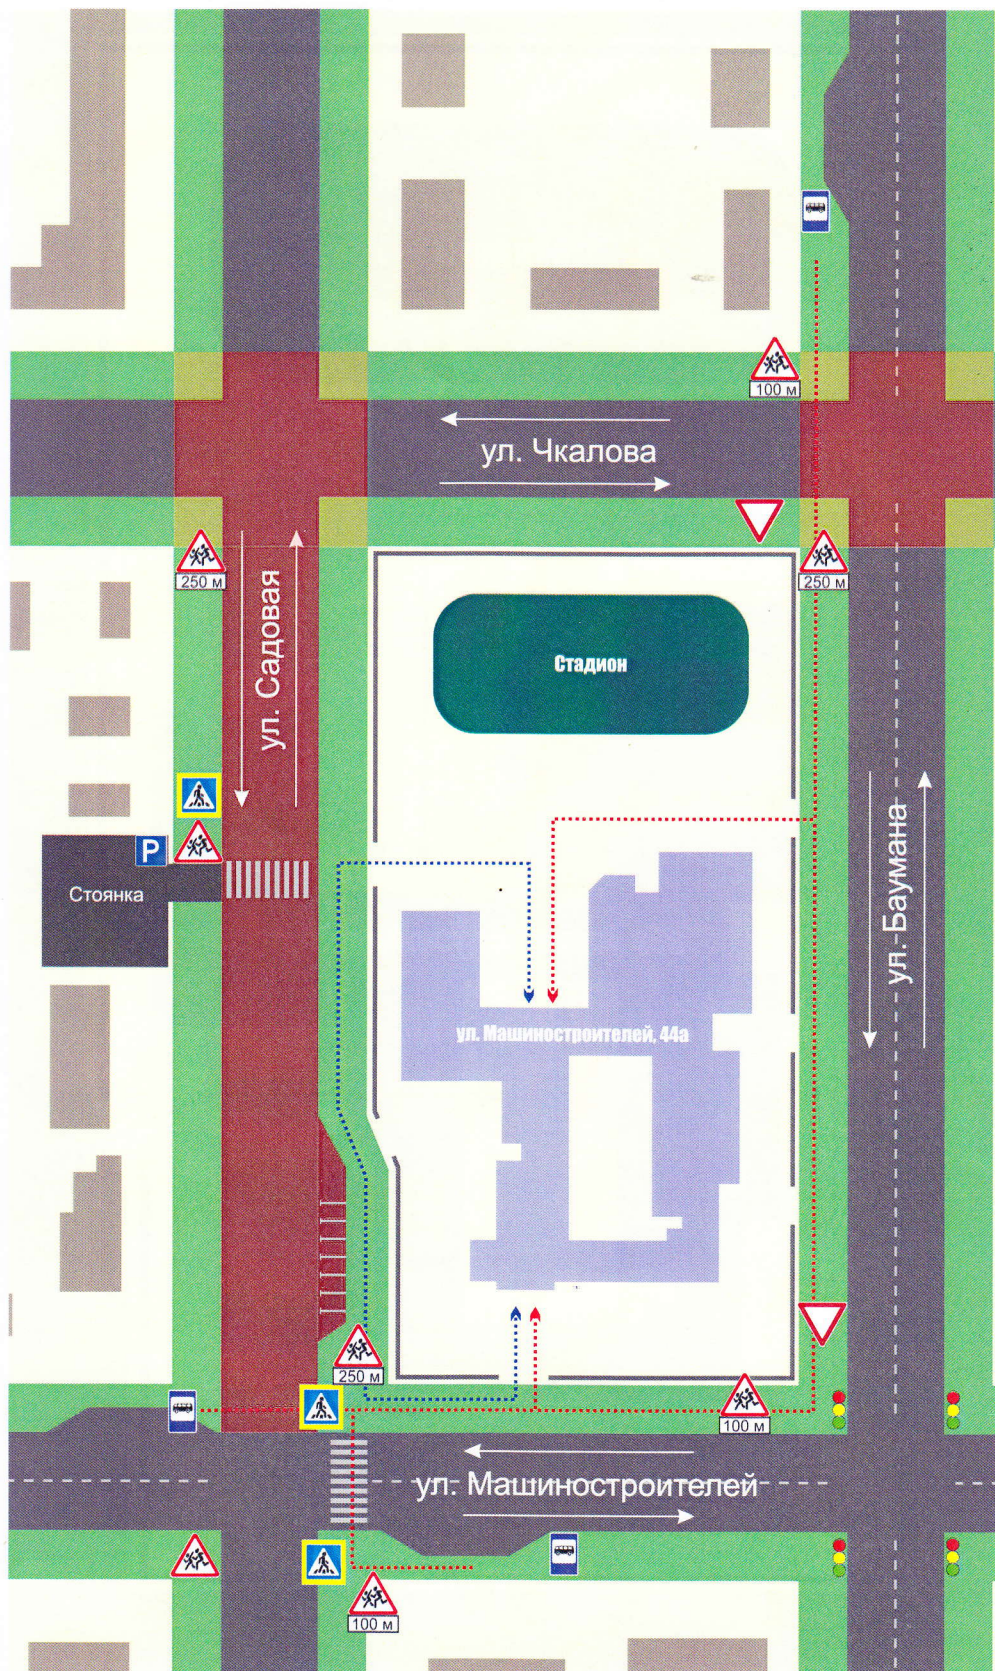 100 м
ул. Чкалова
250 м
250 м
ул. Садовая
Стадион
P
Стоянка
ул. Баумана
ул. Машиностроителей, 44а
250 м
100 м
ул. Машиностроителей
100 м